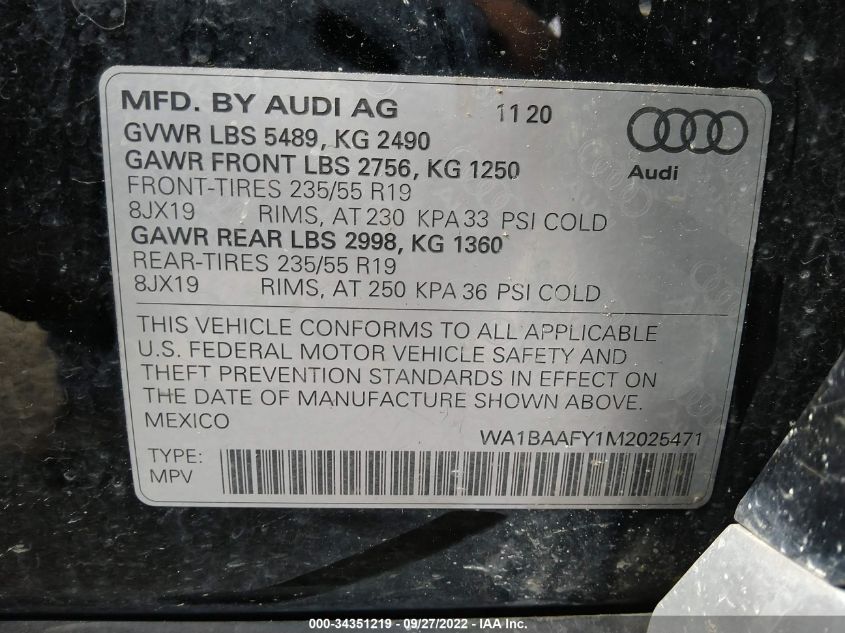 MFD. BY AUDI AG 11 20
GVWR LBS 5489, KG 2490
GAWR FRONT LBS 2756, KG 1250
Audi
FRONT-TIRES 235/55 R19
8JX19 RIMS, AT 230 KPA 33 PSI COLD
GAWR REAR LBS 2998, KG 1360
REAR-TIRES 235/55 R19
8JX19 RIMS, AT 250 KPA 36 PSI COLD
THIS VEHICLE CONFORMS TO ALL APPLICABLE
U.S. FEDERAL MOTOR VEHICLE SAFETY AND
THEFT PREVENTION STANDARDS IN EFFECT ON
THE DATE OF MANUFACTURE SHOWN ABOVE.
MEXICO
WA1BAAFY1M2025471
TYPE:
MPV
000-34351219 - 09/27/2022 - IAA Inc.